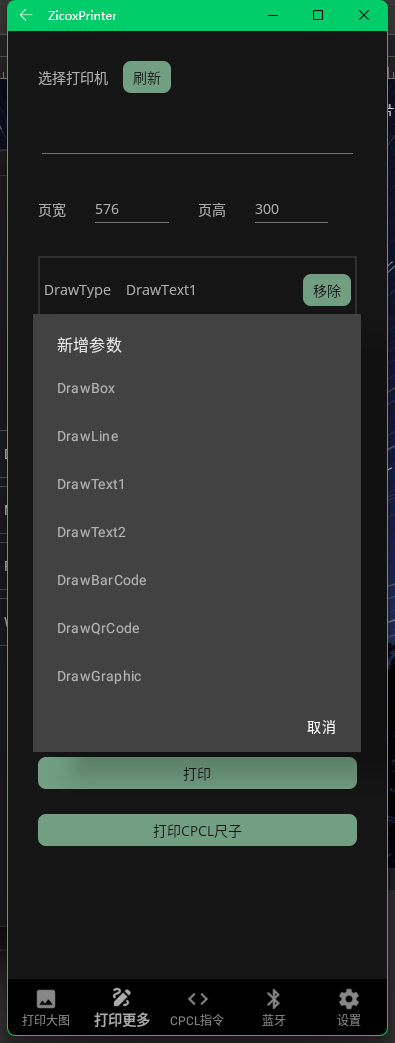 ZicoxPrinter
选择打印机 刷新
页宽 576 页高 300
DrawType DrawText1 移除
新增参数
DrawBox
DrawLine
DrawText1
DrawText2
DrawBarCode
DrawQrCode
DrawGraphic
取消
打印
打印CPCL尺子
打印大图 打印更多 CPCL指令 蓝牙 设置